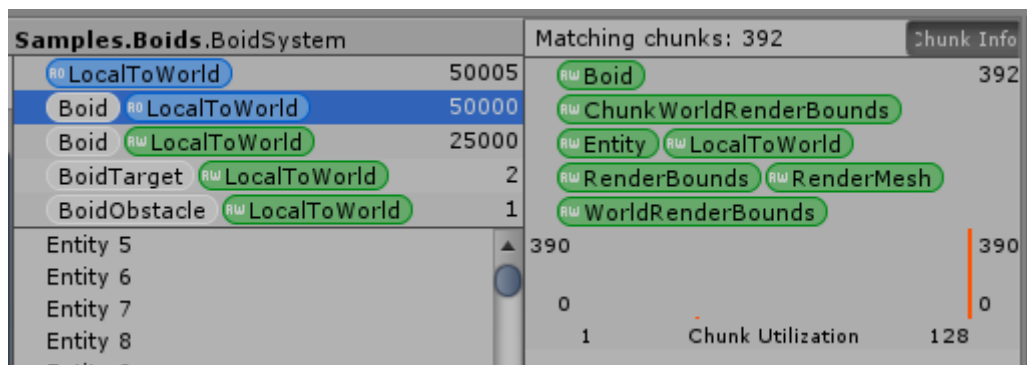 Samples.Boids.BoidSystem
RO LocalToWorld 50005
Boid RO LocalToWorld 50000
Boid RW LocalToWorld 25000
BoidTarget RW LocalToWorld 2
BoidObstacle RW LocalToWorld 1
Entity 5
Entity 6
Entity 7
Entity 8
Matching chunks: 392 Chunk Info
RW Boid 392
RW ChunkWorldRenderBounds
RW Entity RW LocalToWorld
RW RenderBounds RW RenderMesh
RW WorldRenderBounds
390 390
0 0
1 Chunk Utilization 128